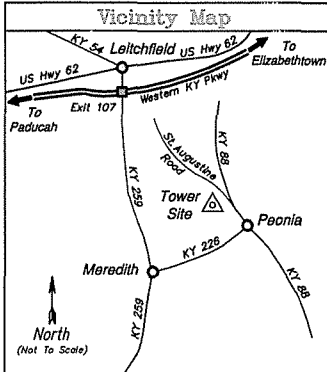 Vicinity Map
KY 54
Leitchfield
US Hwy 62
To
Elizabethtown
US Hwy 62
Western KY Pkwy
Exit 107
To
Paducah
KY 259
St. Augustine
Road
KY 88
Tower
Site
Peonia
KY 226
Meredith
KY 88
KY 259
North
(Not To Scale)